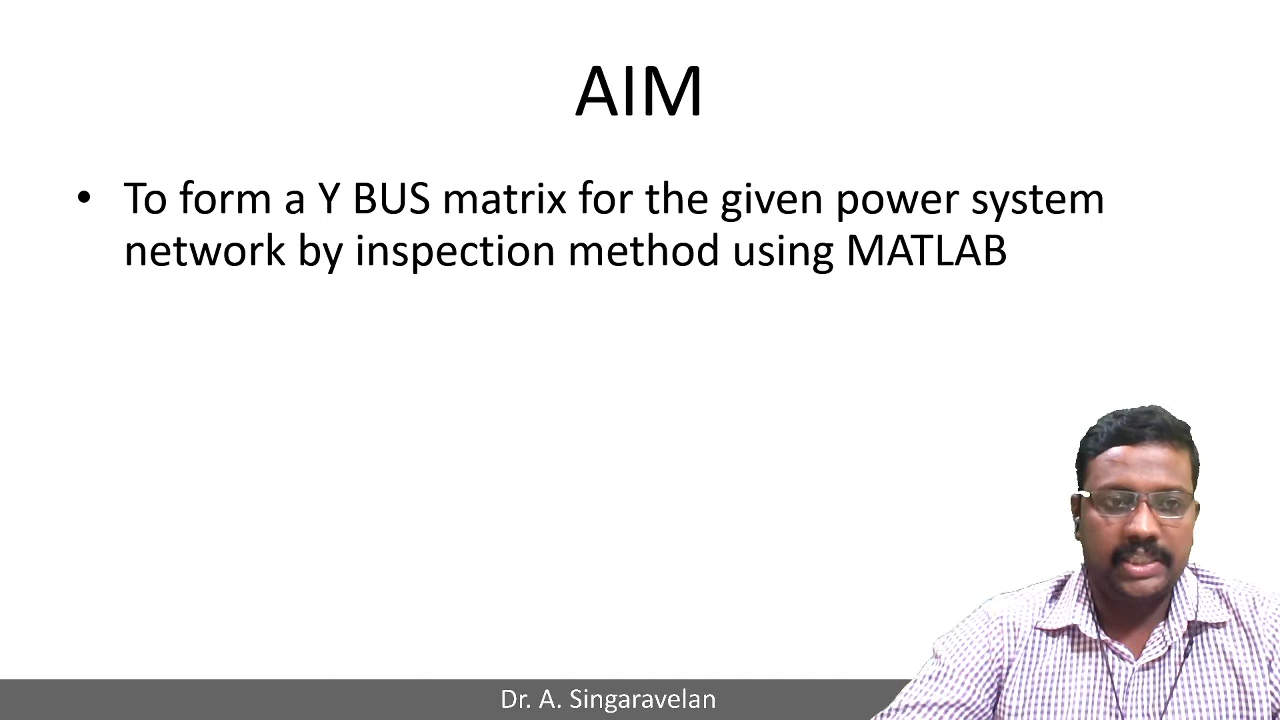 AIM
• To form a Y BUS matrix for the given power system
network by inspection method using MATLAB
Dr. A. Singaravelan